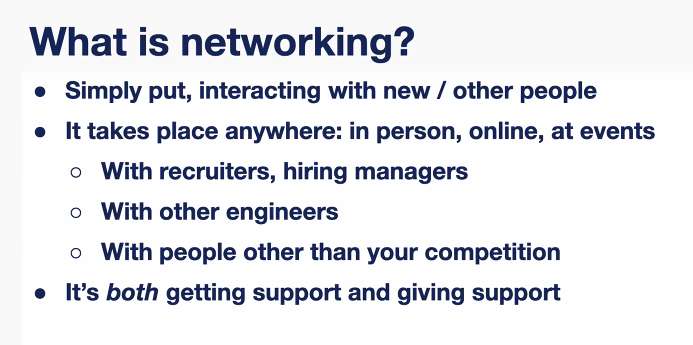 What is networking?
● Simply put, interacting with new / other people
● It takes place anywhere: in person, online, at events
○ With recruiters, hiring managers
○ With other engineers
○ With people other than your competition
● It’s both getting support and giving support